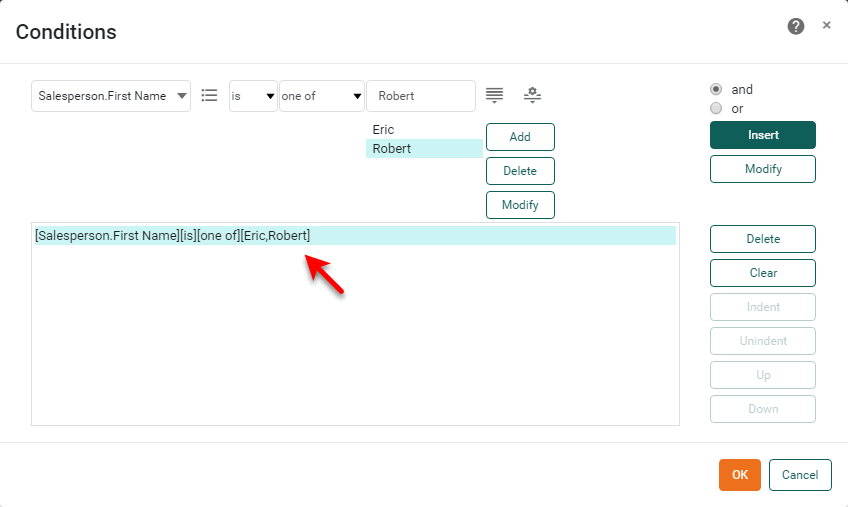 Conditions
Salesperson.First Name
is
one of
Robert
and
or
Insert
Eric
Robert
Add
Delete
Modify
Modify
[Salesperson.First Name][is][one of][Eric,Robert]
Delete
Clear
Indent
Unindent
Up
Down
OK
Cancel